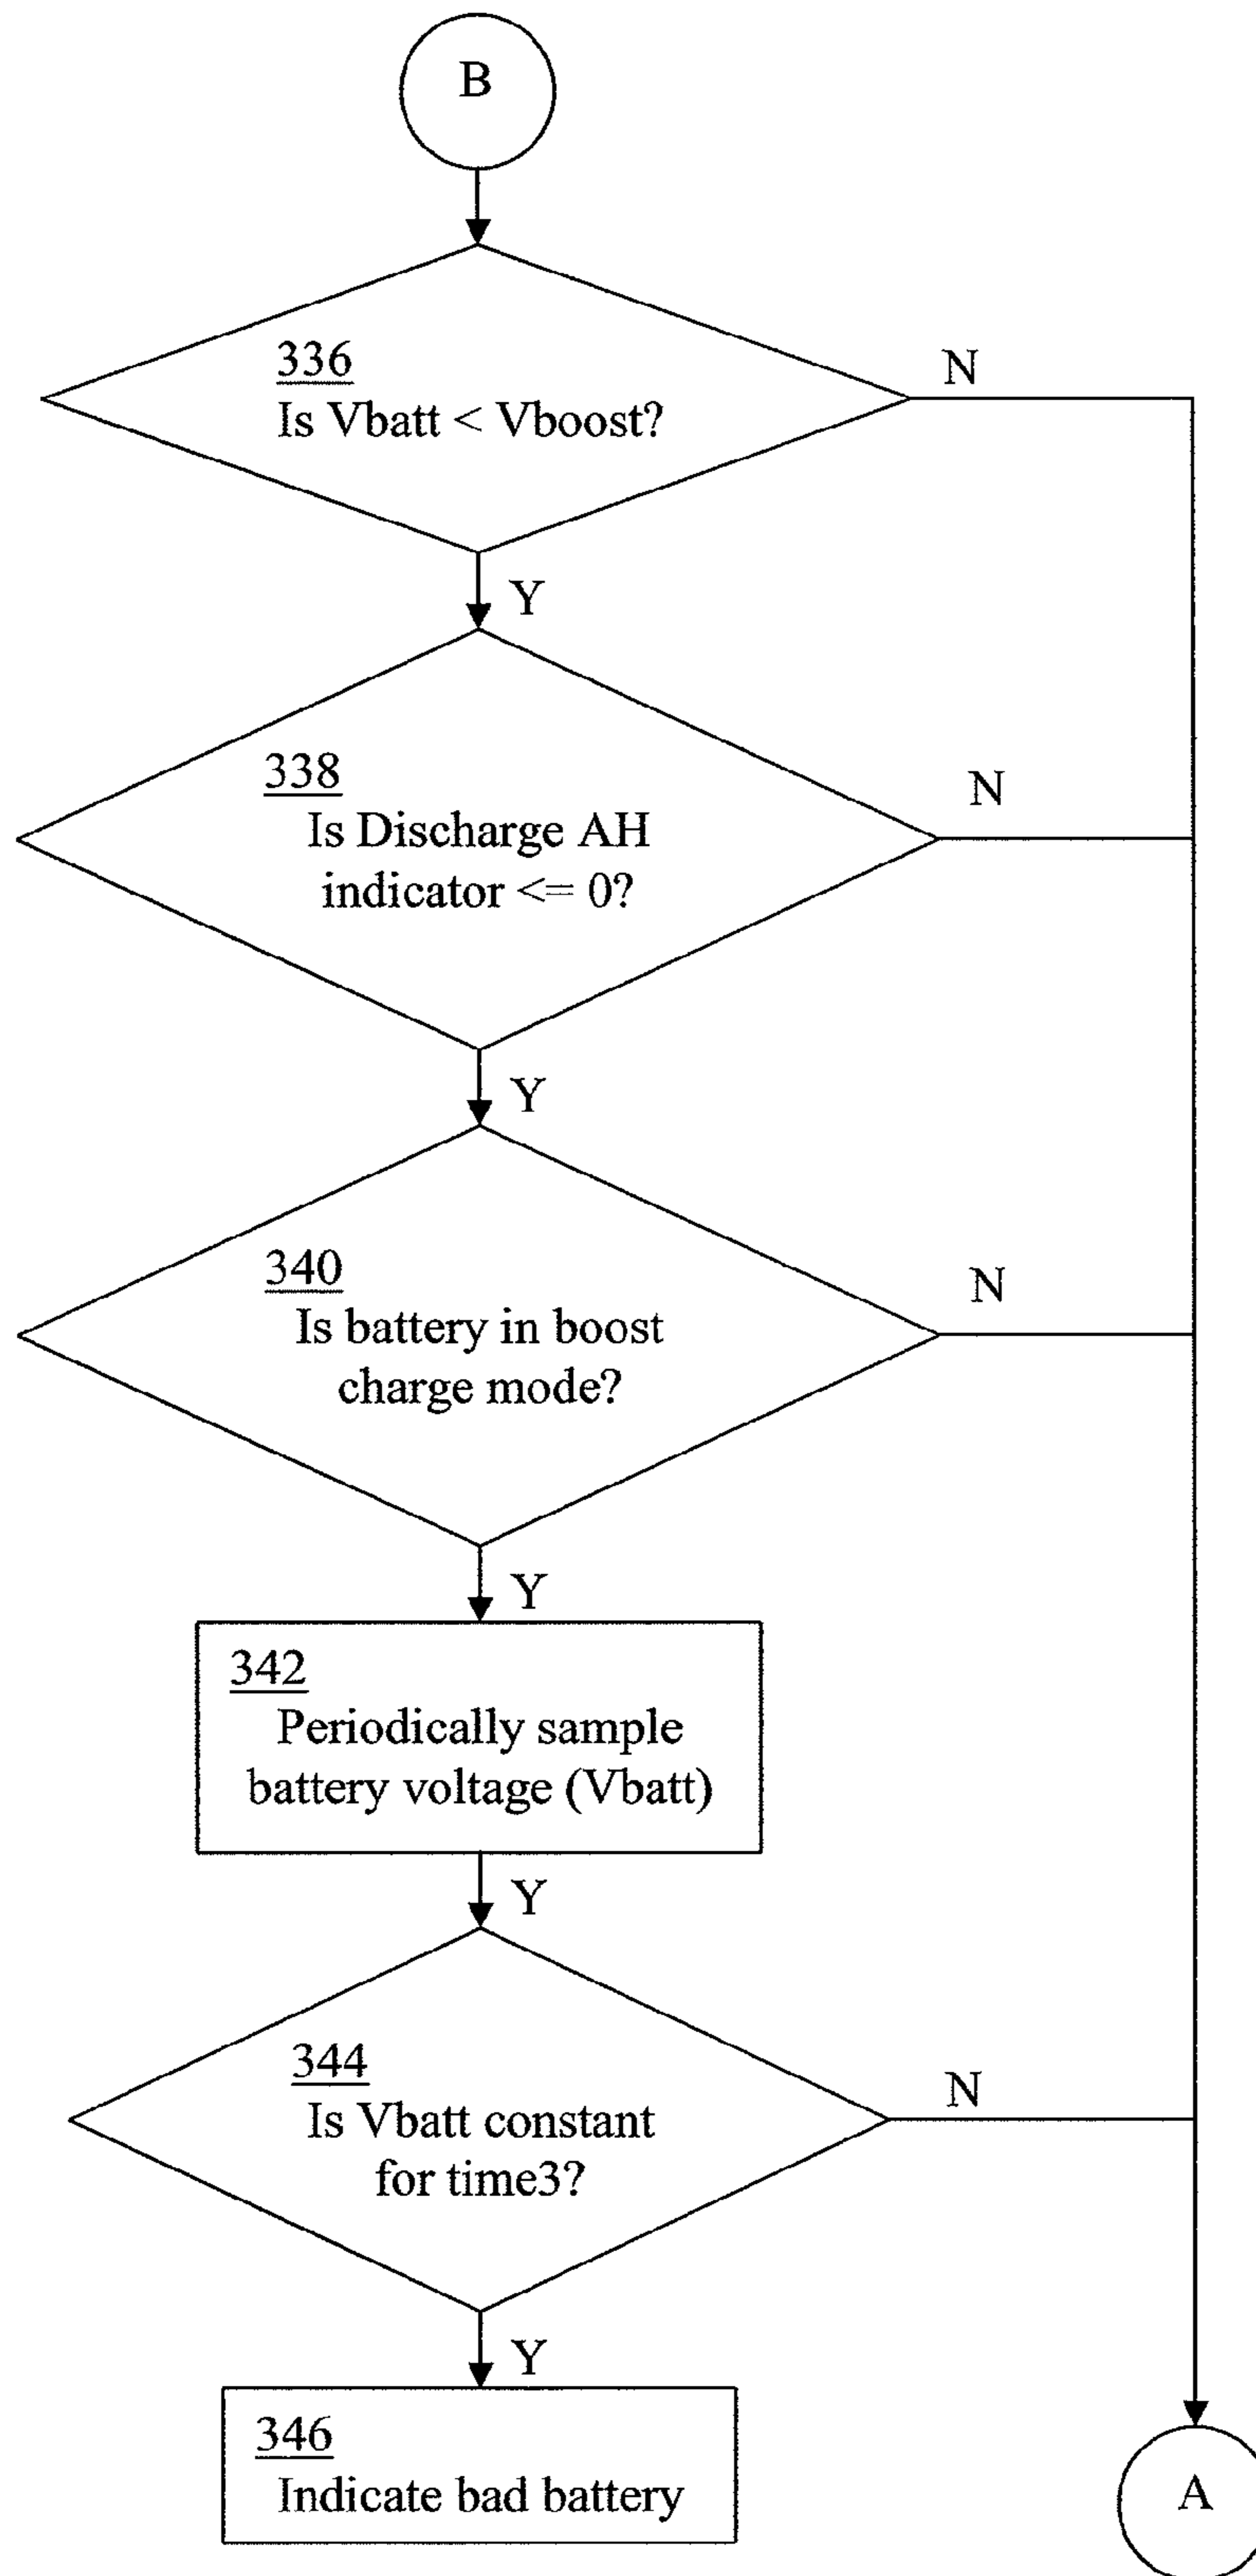 B
336
Is Vbatt < Vboost?
N
Y
338
Is Discharge AH
indicator <= 0?
N
Y
340
Is battery in boost
charge mode?
N
Y
342
Periodically sample
battery voltage (Vbatt)
Y
344
Is Vbatt constant
for time3?
N
Y
346
Indicate bad battery
A